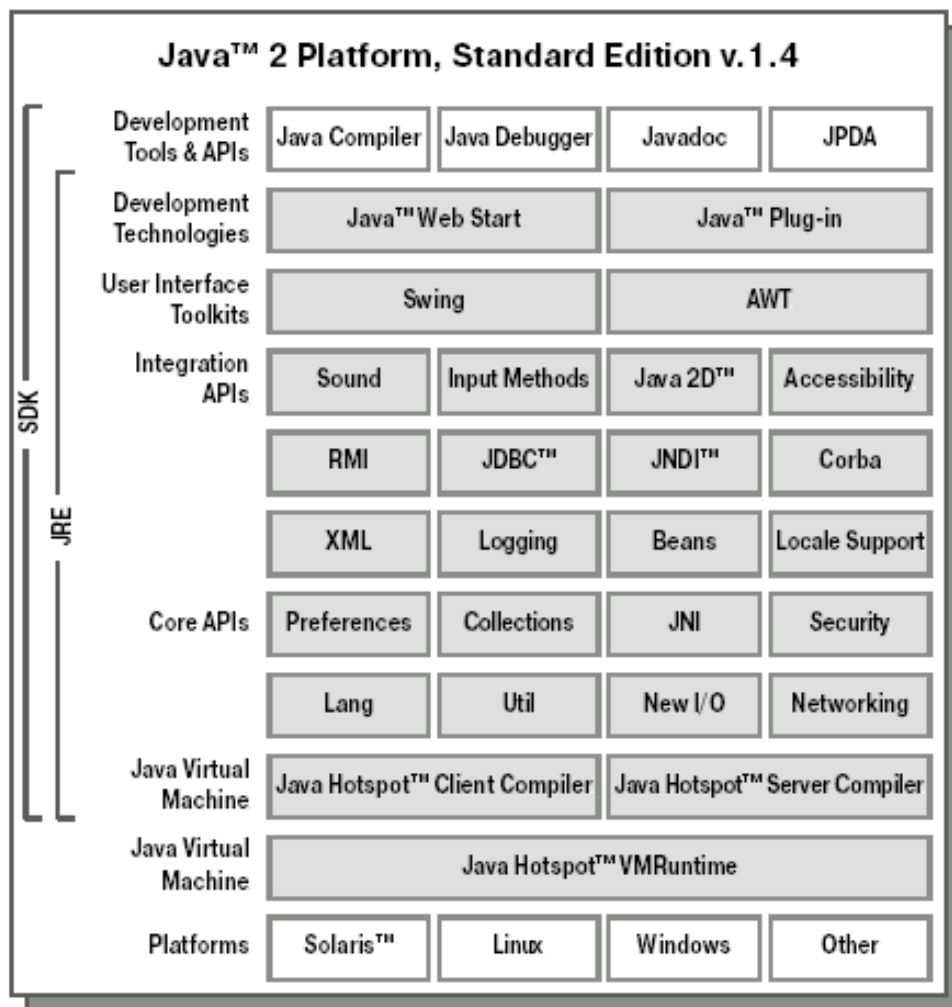 Java™ 2 Platform, Standard Edition v.1.4
Development
Tools & APIs
Java Compiler
Java Debugger
Javadoc
JPDA
Development
Technologies
Java™ Web Start
Java™ Plug-in
User Interface
Toolkits
Swing
AWT
Integration
APIs
Sound
Input Methods
Java 2D™
Accessibility
RMI
JDBC™
JNDI™
Corba
XML
Logging
Beans
Locale Support
Core APIs
Preferences
Collections
JNI
Security
Lang
Util
New I/O
Networking
Java Virtual
Machine
Java Hotspot™ Client Compiler
Java Hotspot™ Server Compiler
Java Virtual
Machine
Java Hotspot™ VMRuntime
Platforms
Solaris™
Linux
Windows
Other
SDK
JRE